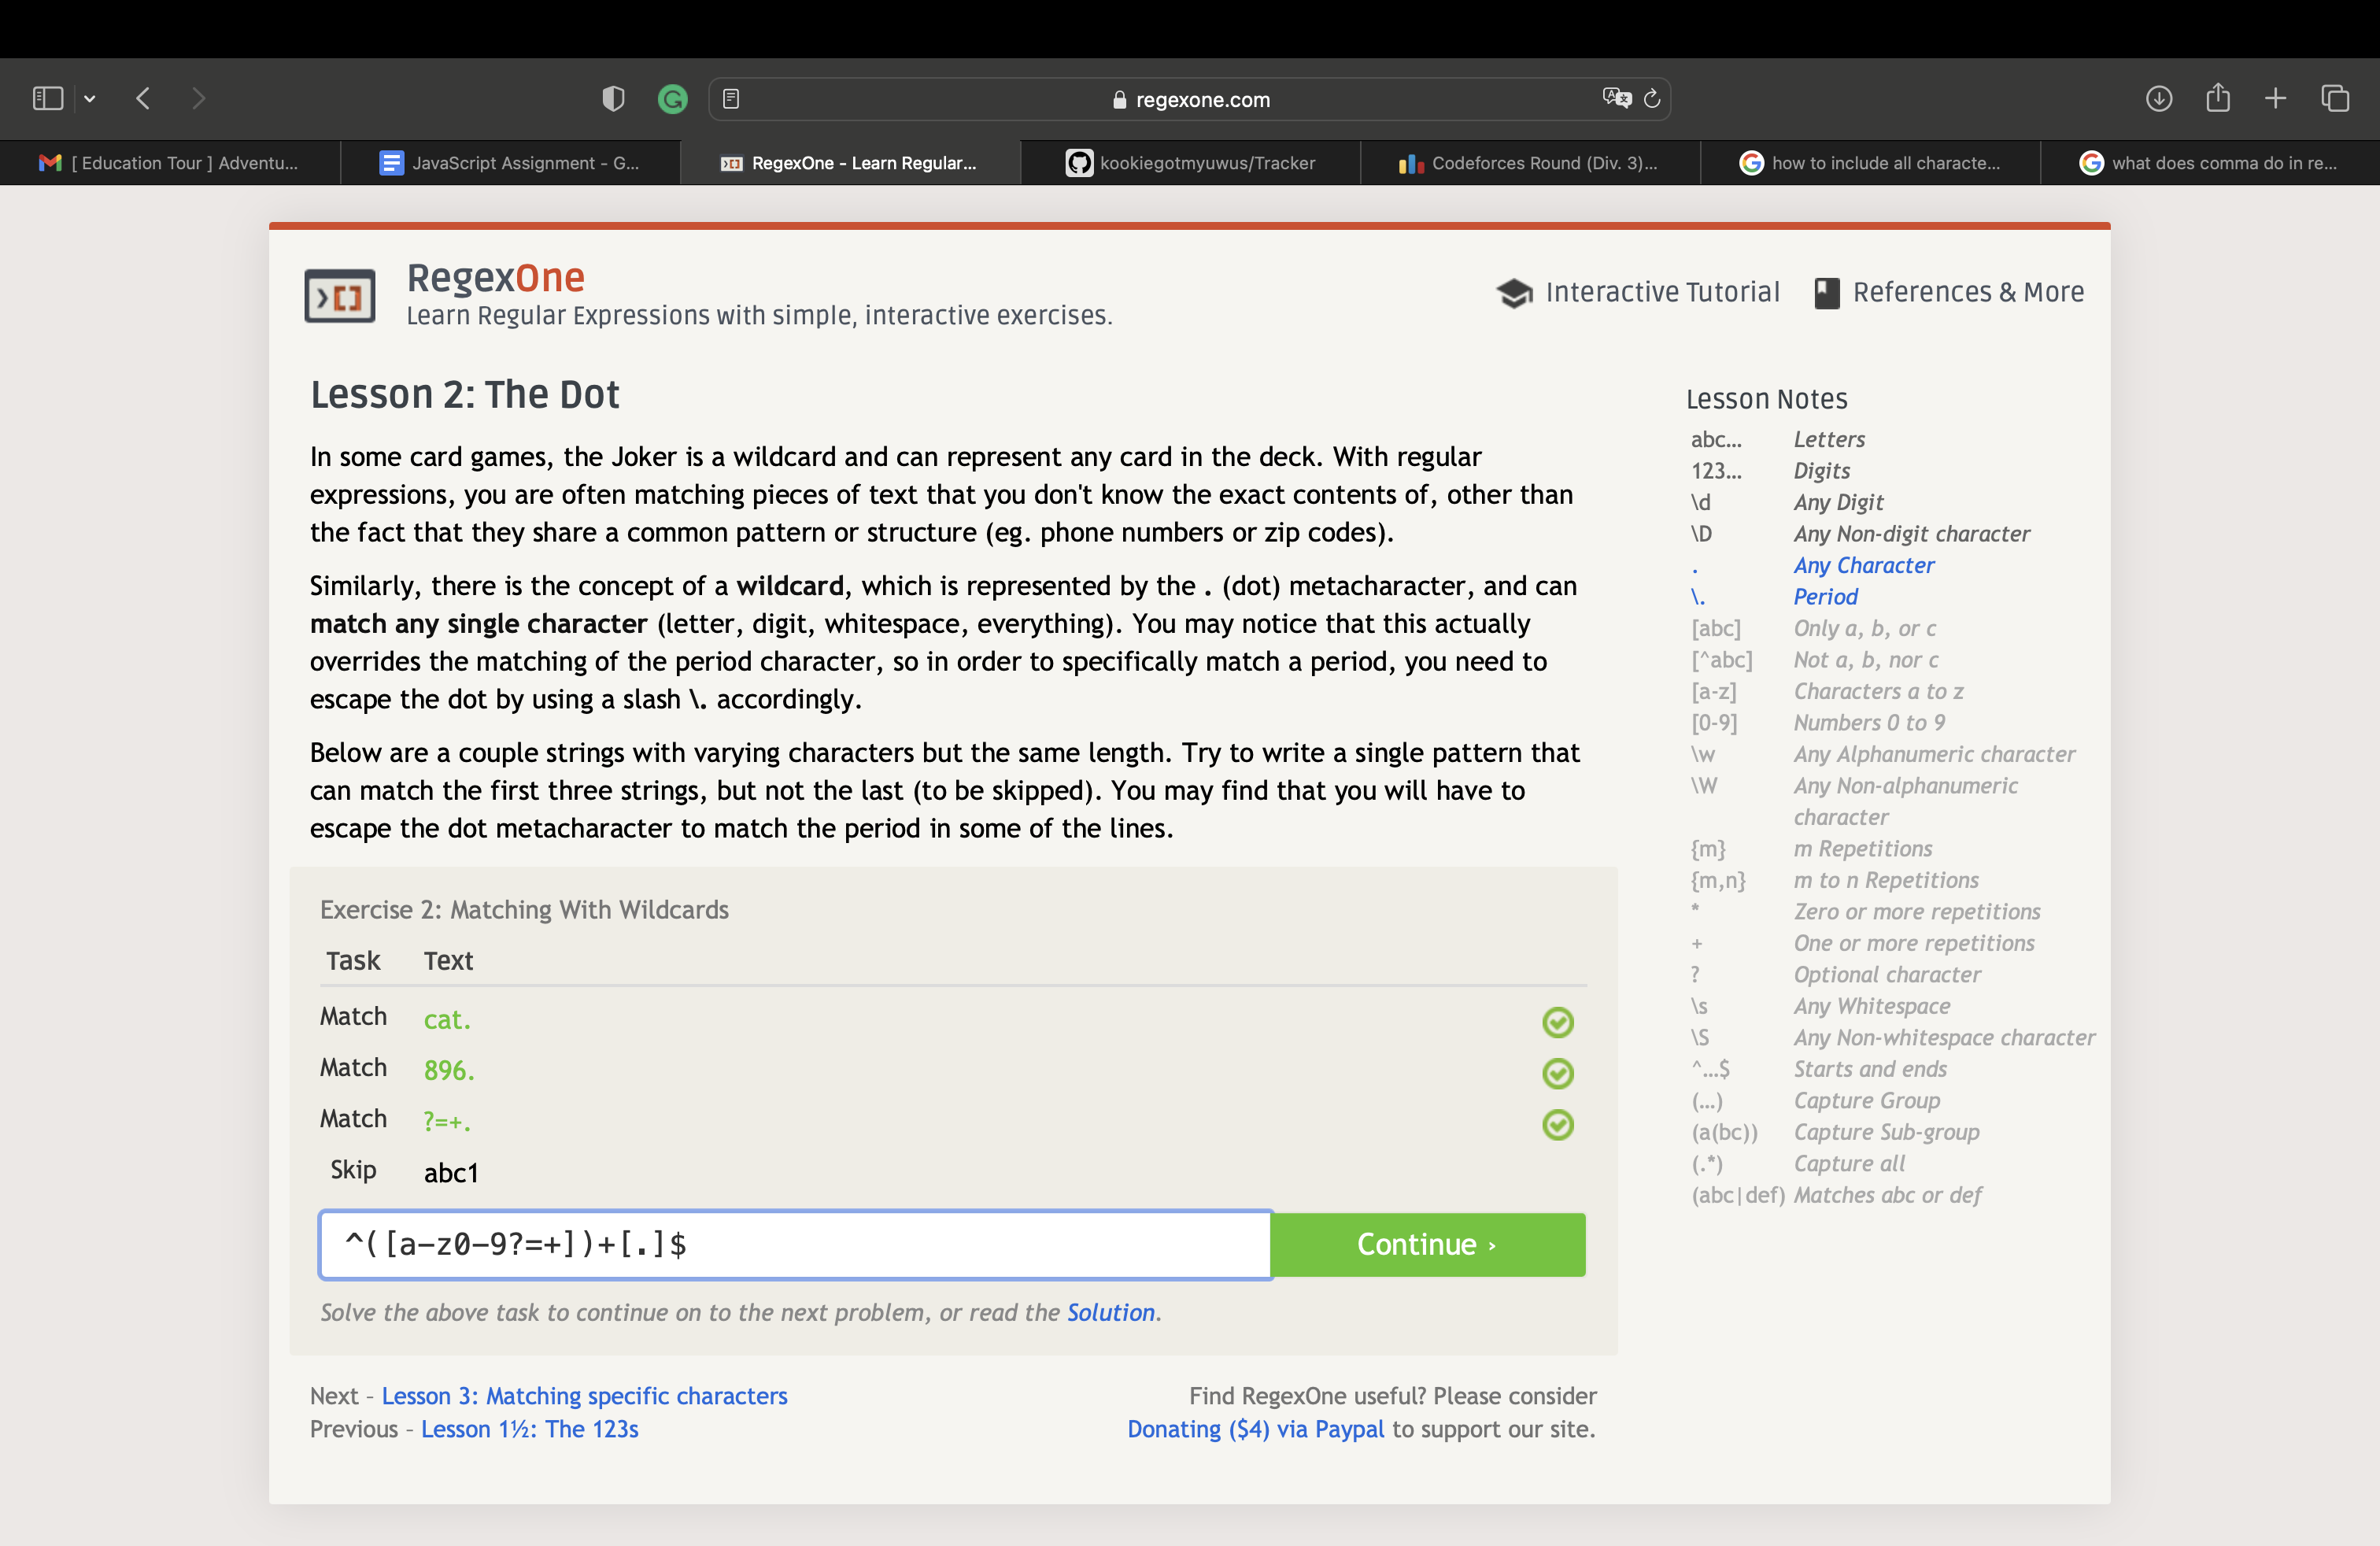 regexone.com
[ Education Tour ] Adventu...
JavaScript Assignment - G...
RegexOne - Learn Regular...
kookiegotmyuwus/Tracker
Codeforces Round (Div. 3)...
how to include all characte...
what does comma do in re...
RegexOne
Learn Regular Expressions with simple, interactive exercises.
Interactive Tutorial
References & More
Lesson 2: The Dot
In some card games, the Joker is a wildcard and can represent any card in the deck. With regular
expressions, you are often matching pieces of text that you don't know the exact contents of, other than
the fact that they share a common pattern or structure (eg. phone numbers or zip codes).
Similarly, there is the concept of a wildcard, which is represented by the . (dot) metacharacter, and can
match any single character (letter, digit, whitespace, everything). You may notice that this actually
overrides the matching of the period character, so in order to specifically match a period, you need to
escape the dot by using a slash \. accordingly.
Below are a couple strings with varying characters but the same length. Try to write a single pattern that
can match the first three strings, but not the last (to be skipped). You may find that you will have to
escape the dot metacharacter to match the period in some of the lines.
Exercise 2: Matching With Wildcards
Task Text
Match cat.
Match 896.
Match ?=+.
Skip abc1
^([a-z0-9?=+])+[.]$
Continue ›
Solve the above task to continue on to the next problem, or read the Solution.
Next – Lesson 3: Matching specific characters
Previous – Lesson 1½: The 123s
Find RegexOne useful? Please consider
Donating ($4) via Paypal to support our site.
Lesson Notes
abc… Letters
123… Digits
\d Any Digit
\D Any Non-digit character
. Any Character
\. Period
[abc] Only a, b, or c
[^abc] Not a, b, nor c
[a-z] Characters a to z
[0-9] Numbers 0 to 9
\w Any Alphanumeric character
\W Any Non-alphanumeric
character
{m} m Repetitions
{m,n} m to n Repetitions
* Zero or more repetitions
+ One or more repetitions
? Optional character
\s Any Whitespace
\S Any Non-whitespace character
^…$ Starts and ends
(…) Capture Group
(a(bc)) Capture Sub-group
(.*) Capture all
(abc|def) Matches abc or def